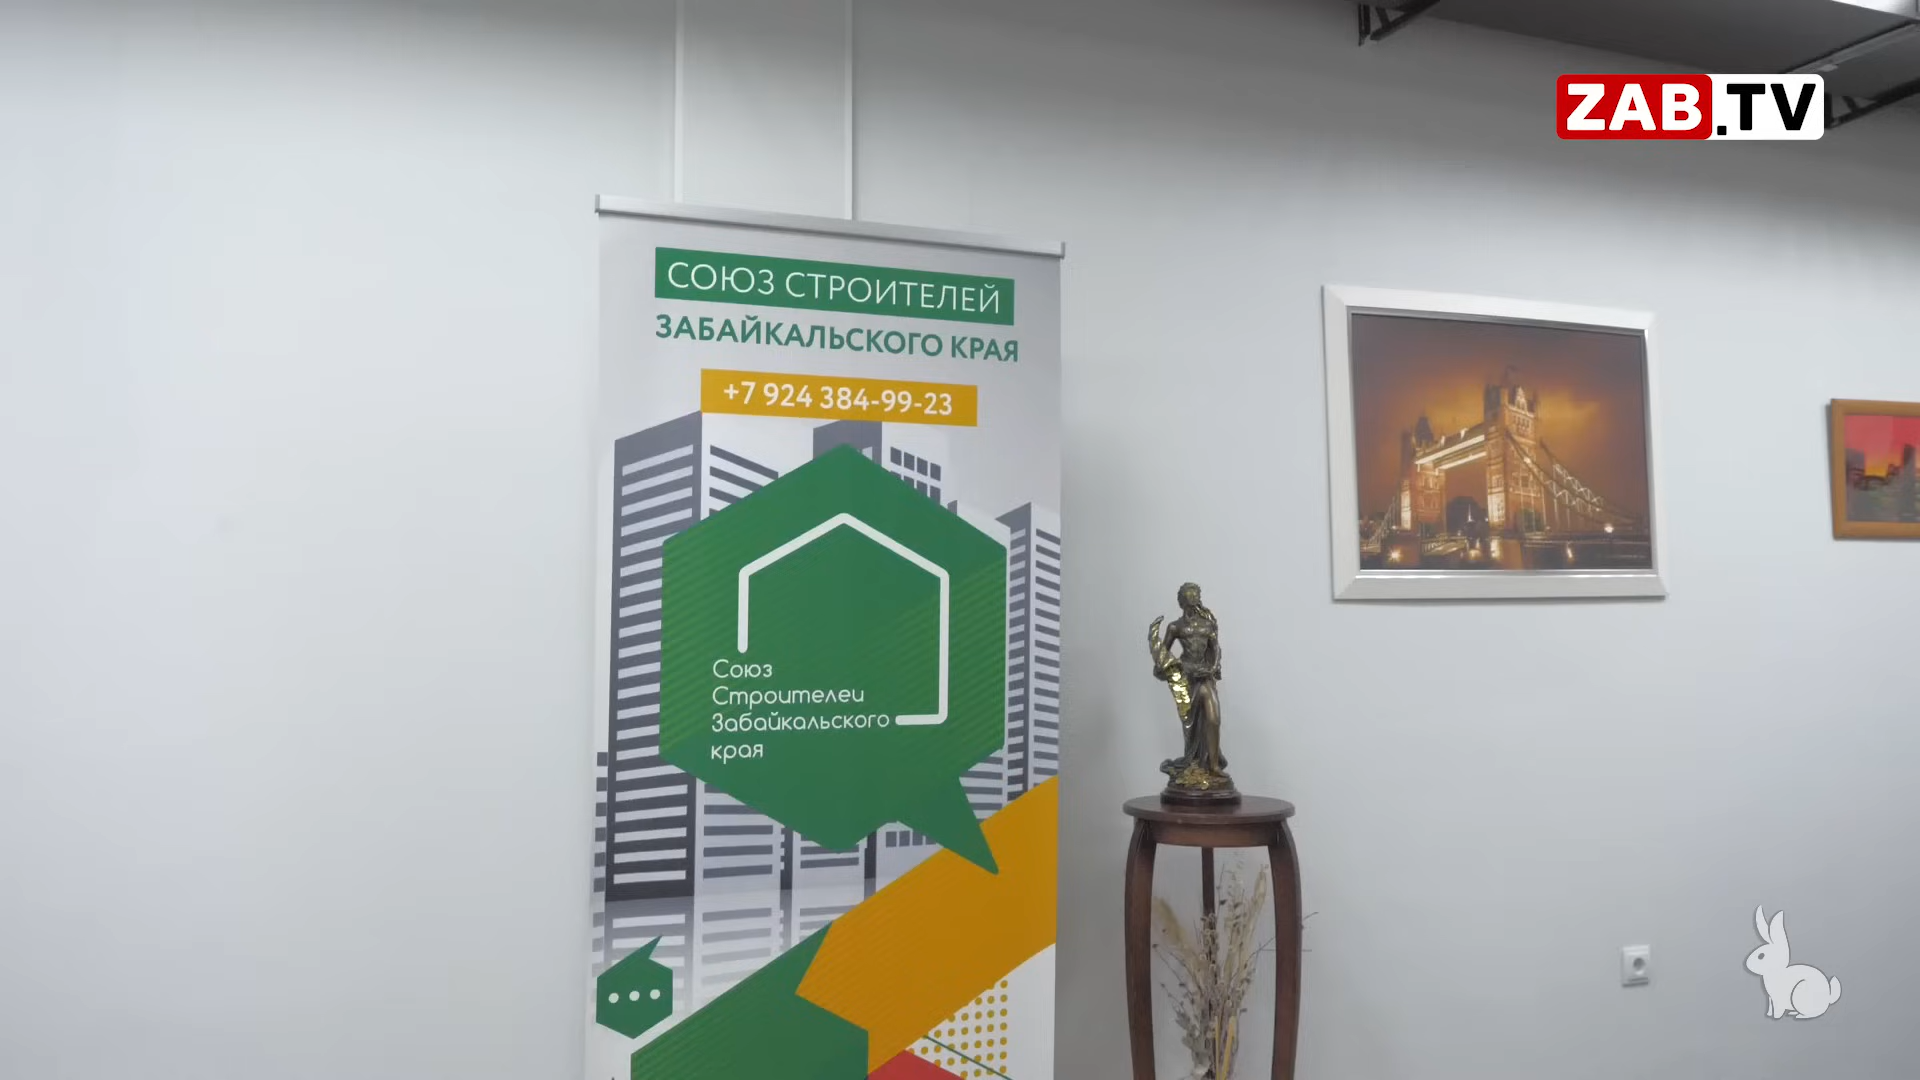 ZAB.TV
СОЮЗ СТРОИТЕЛЕЙ
ЗАБАЙКАЛЬСКОГО КРАЯ
+7 924 384-99-23
Союз
Строителей
Забайкальского
края